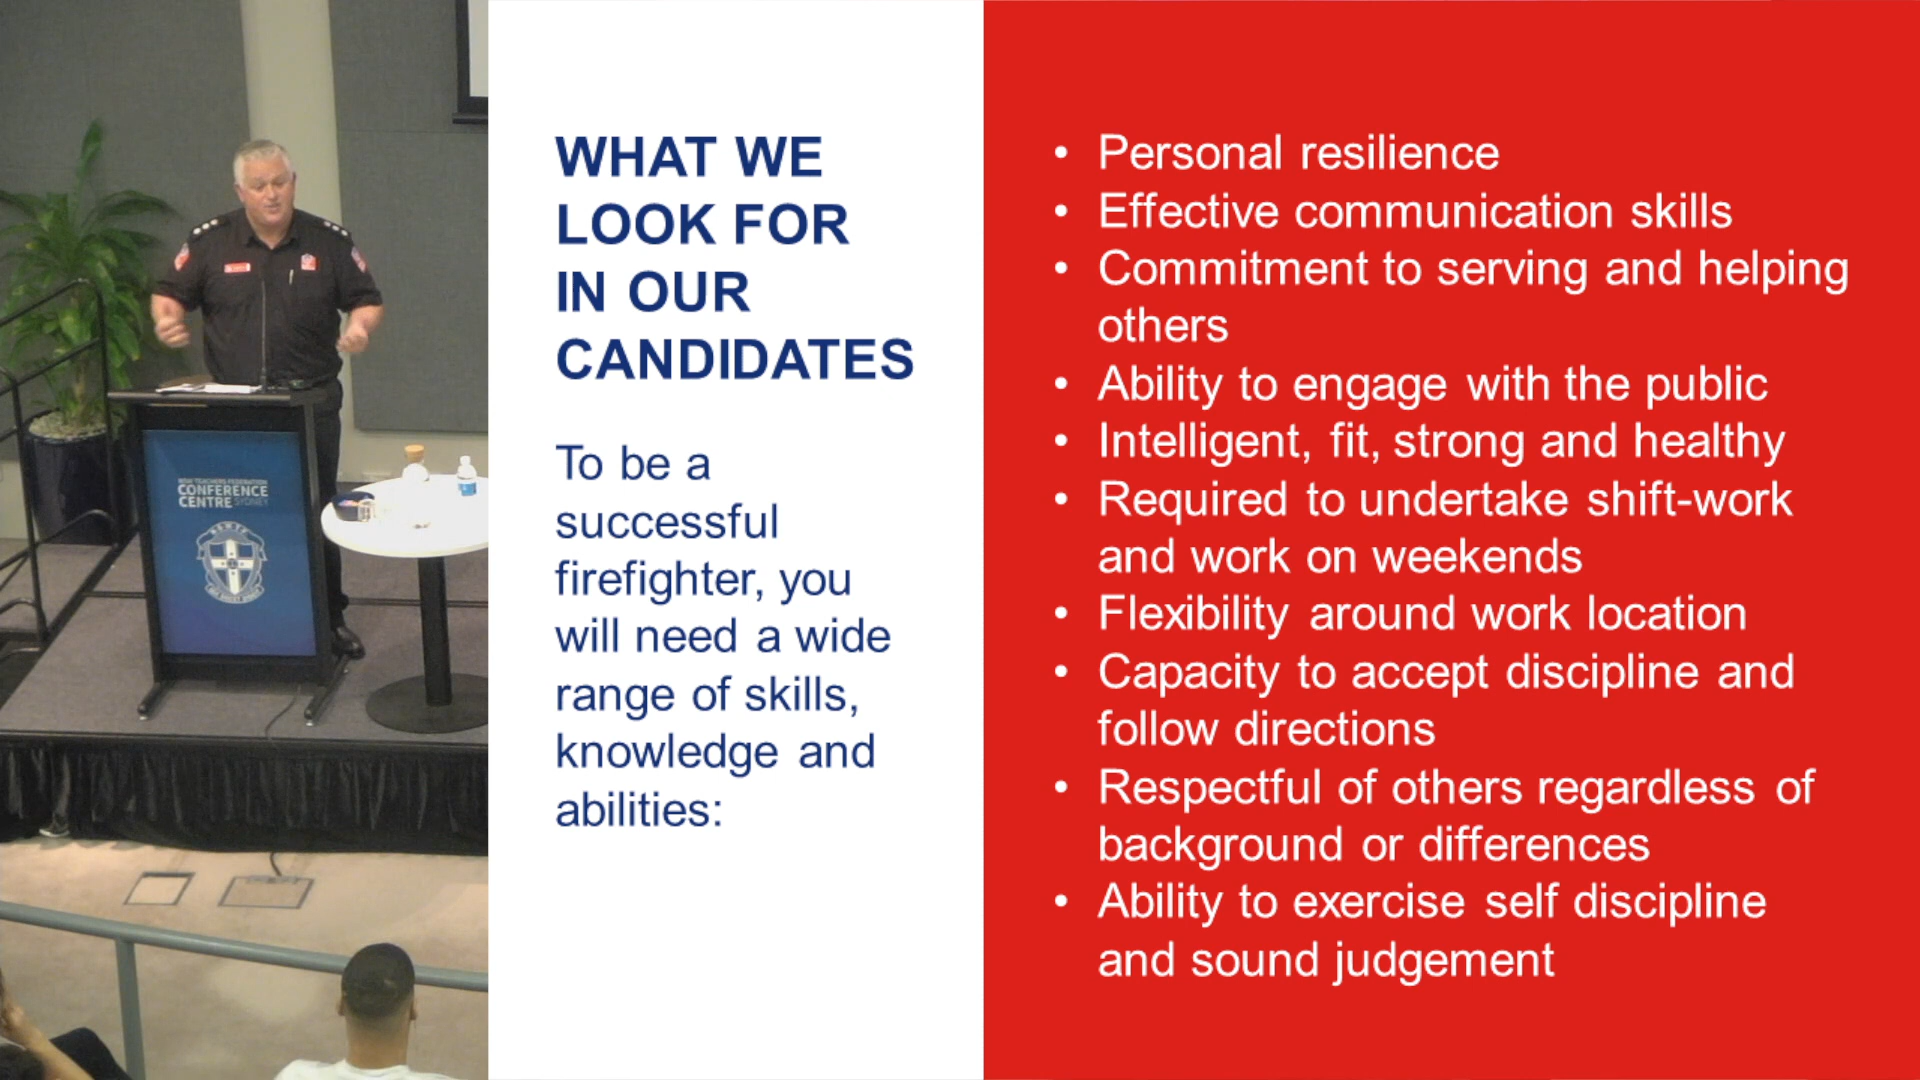 WHAT WE
LOOK FOR
IN OUR
CANDIDATES
To be a
successful
firefighter, you
will need a wide
range of skills,
knowledge and
abilities:
• Personal resilience
• Effective communication skills
• Commitment to serving and helping
others
• Ability to engage with the public
• Intelligent, fit, strong and healthy
• Required to undertake shift-work
and work on weekends
• Flexibility around work location
• Capacity to accept discipline and
follow directions
• Respectful of others regardless of
background or differences
• Ability to exercise self discipline
and sound judgement
NSW TEACHERS FEDERATION
CONFERENCE
CENTRE SYDNEY